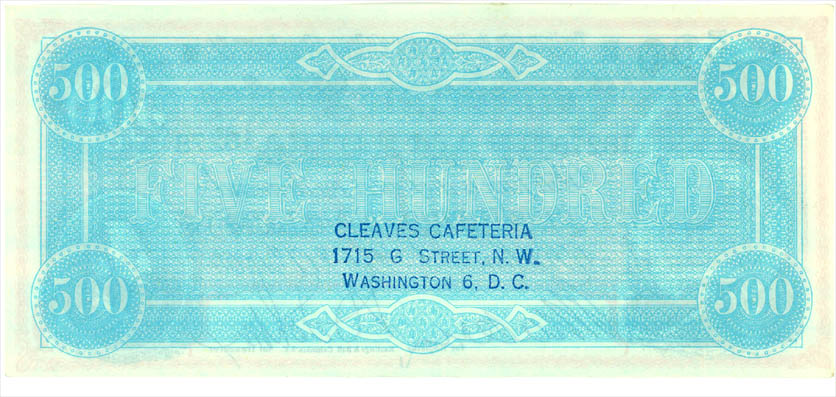 500 500
FIVE HUNDRED
CLEAVES CAFETERIA
1715 G STREET, N. W.
WASHINGTON 6, D. C.
500 500